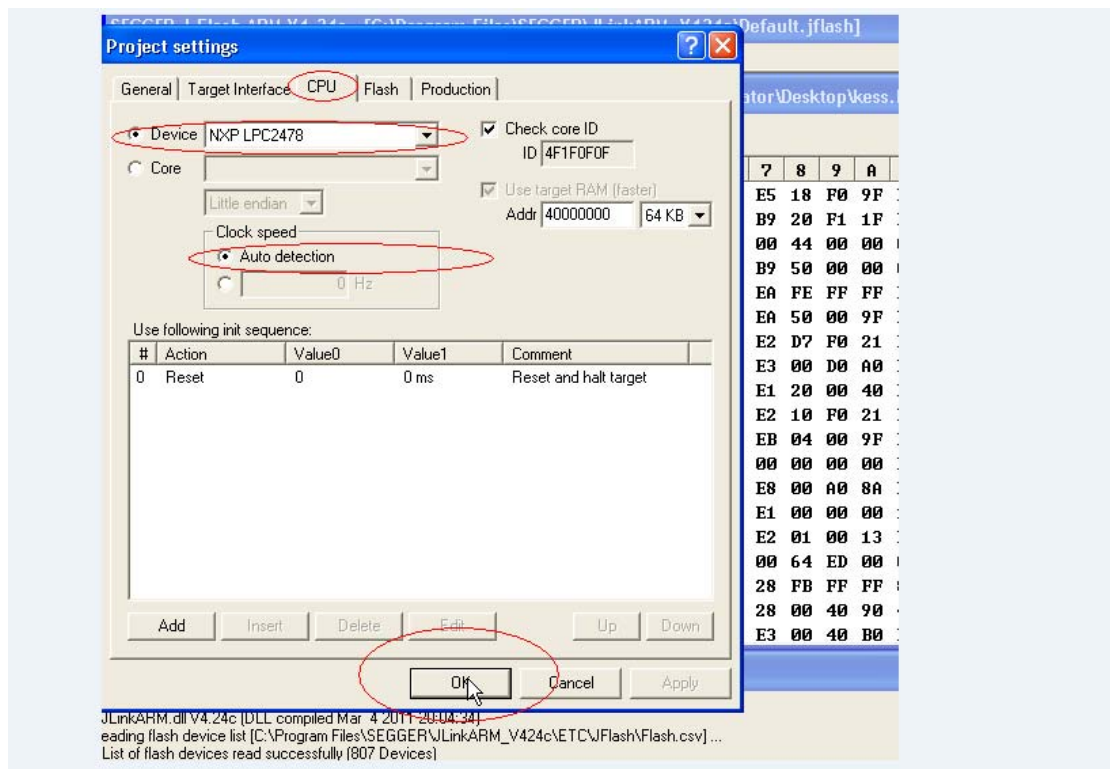 SEGGER J-Flash ARM V4.24c - [C:\Program Files\SEGGER\JLinkARM_V424c\Default.jflash]
Project settings
ator\Desktop\kess.
General Target Interface CPU Flash Production
Device NXP LPC2478
Check core ID
ID 4F1F0F0F
Core
Little endian
Use target RAM (faster)
Addr 40000000 64 KB
Clock speed
Auto detection
0 Hz
Use following init sequence:
# Action Value0 Value1 Comment
0 Reset 0 0 ms Reset and halt target
Add Insert Delete Edit Up Down
OK Cancel Apply
7 8 9 A
E5 18 F0 9F
B9 20 F1 1F
00 44 00 00
B9 50 00 00
EA FE FF FF
EA 50 00 9F
E2 D7 F0 21
E3 00 D0 A0
E1 20 00 40
E2 10 F0 21
EB 04 00 9F
00 00 00 00
E8 00 A0 8A
E1 00 00 00
E2 01 00 13
00 64 ED 00
28 FB FF FF
28 00 40 90
E3 00 40 B0
JLinkARM.dll V4.24c (DLL compiled Mar 4 2011 20:04:34)
eading flash device list [C:\Program Files\SEGGER\JLinkARM_V424c\ETC\JFlash\Flash.csv] ...
List of flash devices read successfully (807 Devices)